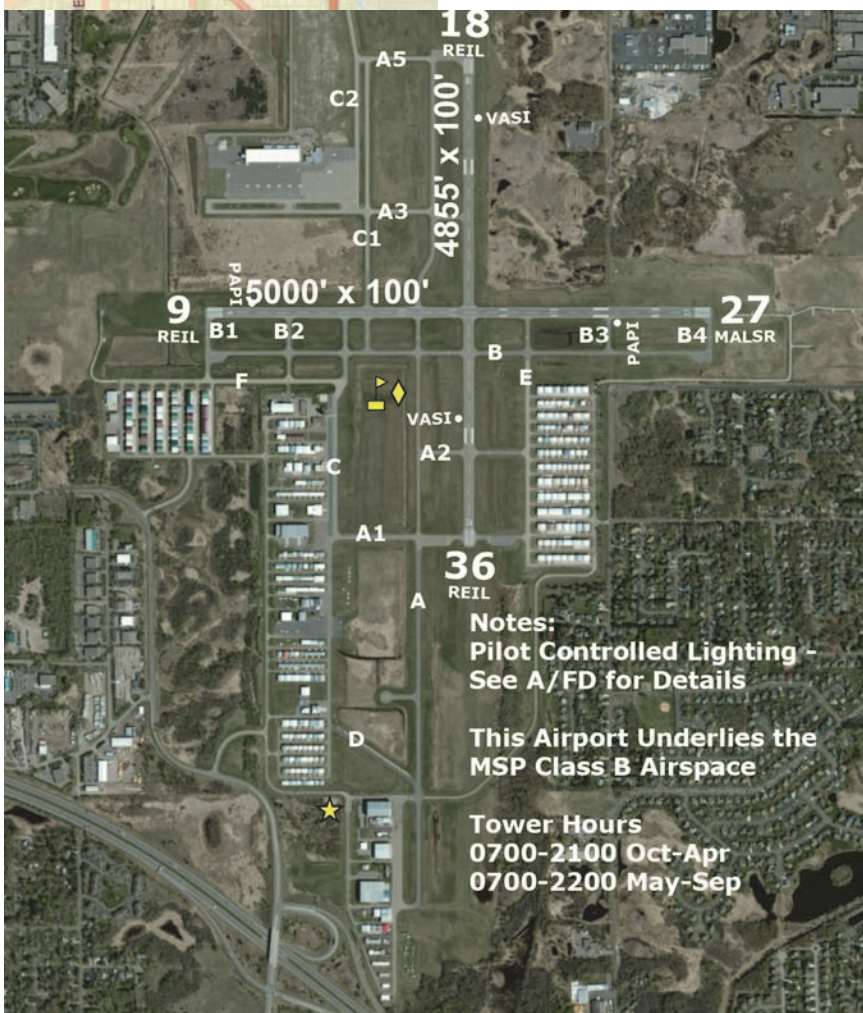 18
REIL
A5
C2
VASI
4855' x 100'
A3
C1
PAPI
5000' x 100'
9
REIL
B1
B2
B3
PAPI
B4
27
MALSR
B
F
E
VASI
C
A2
A1
36
REIL
A
Notes:
Pilot Controlled Lighting -
See A/FD for Details
This Airport Underlies the
MSP Class B Airspace
D
Tower Hours
0700-2100 Oct-Apr
0700-2200 May-Sep